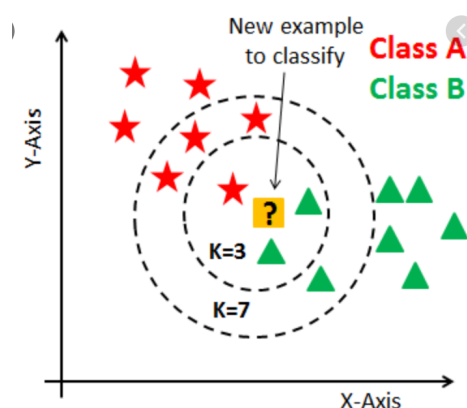 New example
to classify
Class A
Class B
Y-Axis
?
K=3
K=7
X-Axis